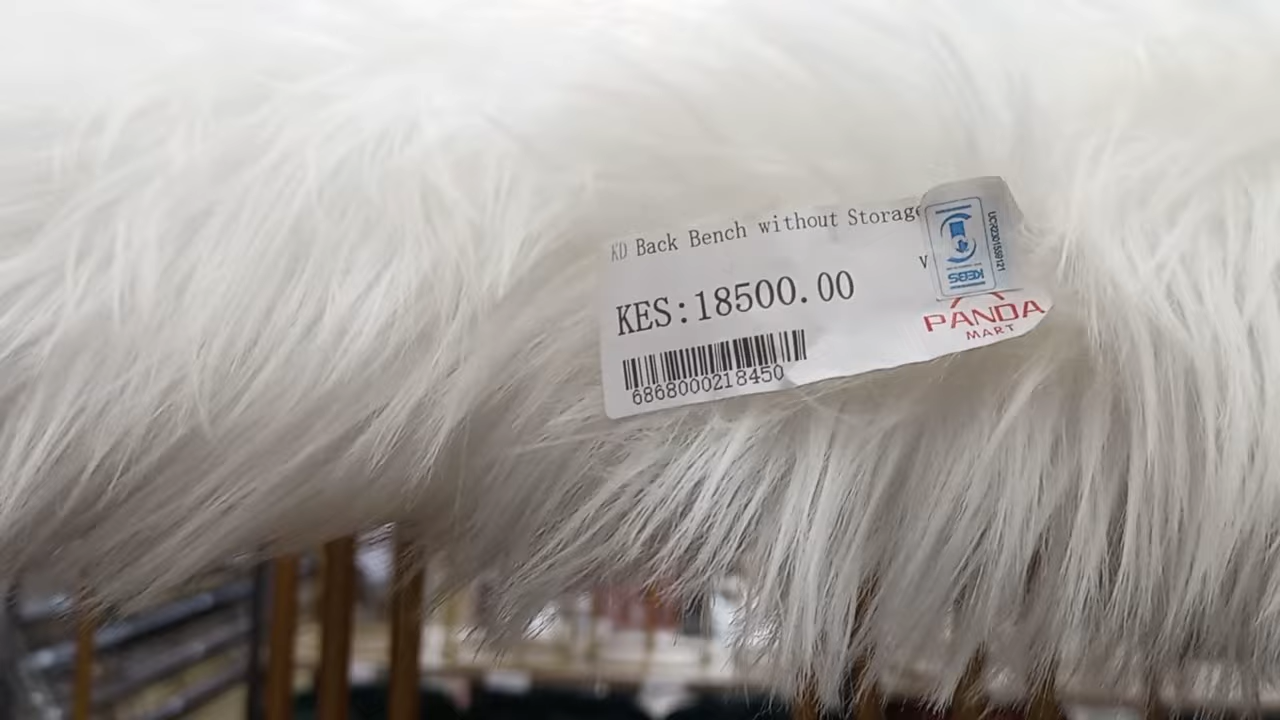 KD Back Bench without Storage
V
KES:18500.00
6868000218450
KEBS
PANDA
MART